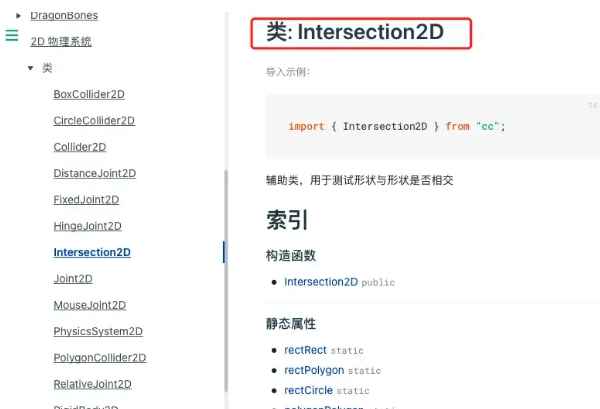 DragonBones
2D 物理系统
类
BoxCollider2D
CircleCollider2D
Collider2D
DistanceJoint2D
FixedJoint2D
HingeJoint2D
Intersection2D
Joint2D
MouseJoint2D
PhysicsSystem2D
PolygonCollider2D
RelativeJoint2D
RigidBody2D
类: Intersection2D
导入示例：
ts
import { Intersection2D } from "cc";
辅助类，用于测试形状与形状是否相交
索引
构造函数
Intersection2D public
静态属性
rectRect static
rectPolygon static
rectCircle static
polygonPolygon static